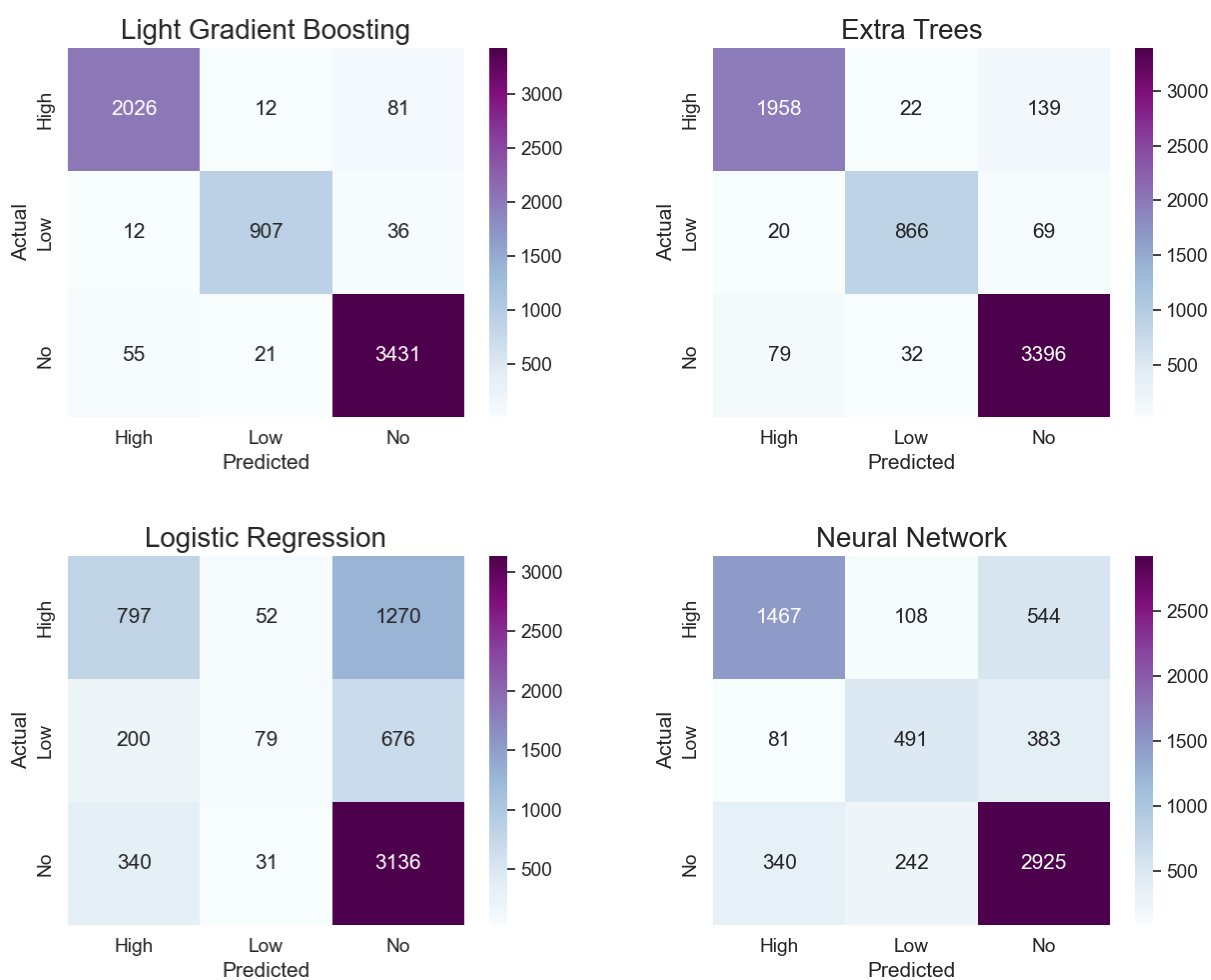 Light Gradient Boosting
High 2026 12 81
Low 12 907 36
No 55 21 3431
High Low No
Predicted
Actual
3000
2500
2000
1500
1000
500
Extra Trees
High 1958 22 139
Low 20 866 69
No 79 32 3396
High Low No
Predicted
Actual
3000
2500
2000
1500
1000
500
Logistic Regression
High 797 52 1270
Low 200 79 676
No 340 31 3136
High Low No
Predicted
Actual
3000
2500
2000
1500
1000
500
Neural Network
High 1467 108 544
Low 81 491 383
No 340 242 2925
High Low No
Predicted
Actual
2500
2000
1500
1000
500